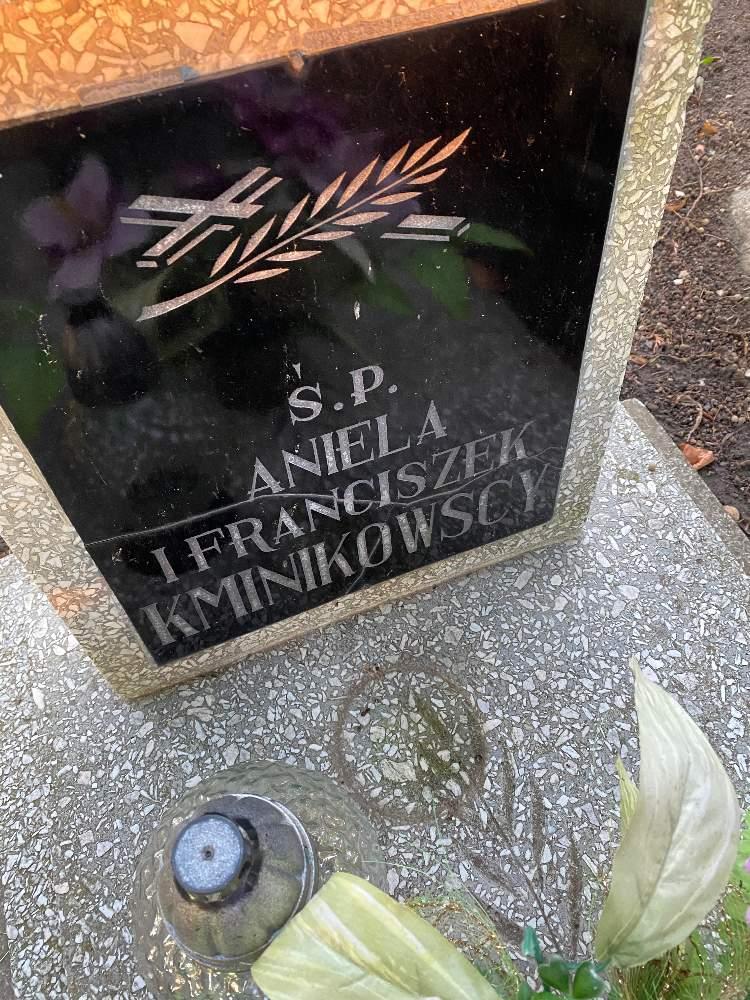 Ś.P.
ANIELA
I FRANCISZEK
KMINIKOWSCY